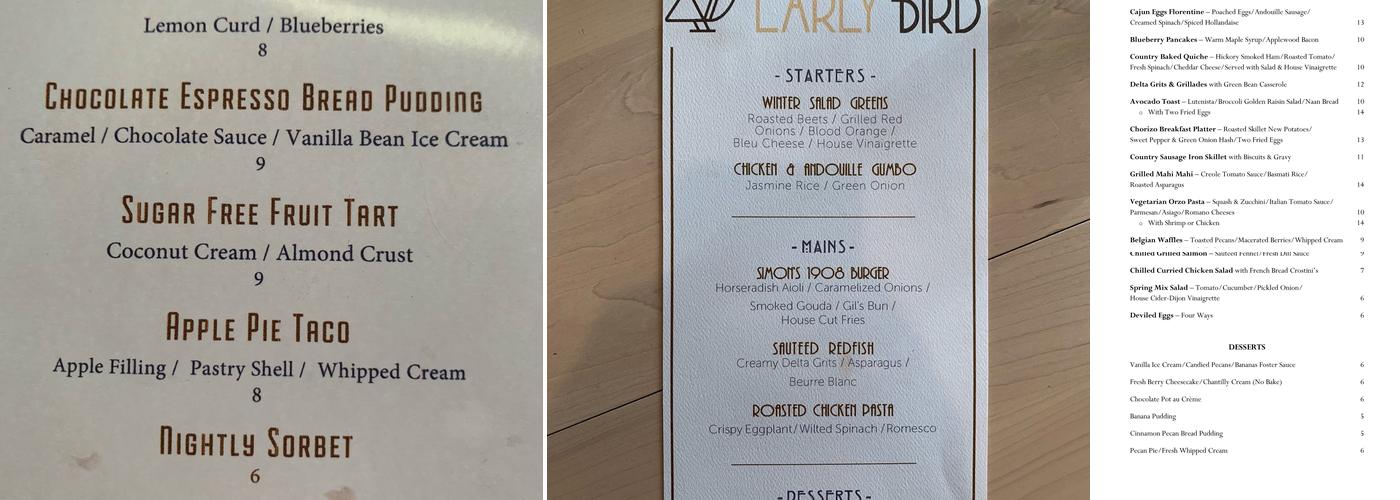 Lemon Curd / Blueberries
8
Chocolate Espresso Bread Pudding
Caramel / Chocolate Sauce / Vanilla Bean Ice Cream
9
Sugar Free Fruit Tart
Coconut Cream / Almond Crust
9
Apple Pie Taco
Apple Filling / Pastry Shell / Whipped Cream
8
Nightly Sorbet
6
EARLY BIRD
- STARTERS -
WINTER SALAD GREENS
Roasted Beets / Grilled Red
Onions / Blood Orange /
Bleu Cheese / House Vinaigrette
CHICKEN & ANDOUILLE GUMBO
Jasmine Rice / Green Onion
- MAINS -
SIMON'S 1908 BURGER
Horseradish Aioli / Caramelized Onions /
Smoked Gouda / Gil's Bun /
House Cut Fries
SAUTEED REDFISH
Creamy Delta Grits / Asparagus /
Beurre Blanc
ROASTED CHICKEN PASTA
Crispy Eggplant/ Wilted Spinach / Romesco
- DESSERTS -
Cajun Eggs Florentine – Poached Eggs/Andouille Sausage/
Creamed Spinach/Spiced Hollandaise 13
Blueberry Pancakes – Warm Maple Syrup/Applewood Bacon 10
Country Baked Quiche – Hickory Smoked Ham/Roasted Tomato/
Fresh Spinach/Cheddar Cheese/Served with Salad & House Vinaigrette 10
Delta Grits & Grillades with Green Bean Casserole 12
Avocado Toast – Lutenista/Broccoli Golden Raisin Salad/Naan Bread 10
o With Two Fried Eggs 14
Chorizo Breakfast Platter – Roasted Skillet New Potatoes/
Sweet Pepper & Green Onion Hash/Two Fried Eggs 13
Country Sausage Iron Skillet with Biscuits & Gravy 11
Grilled Mahi Mahi – Creole Tomato Sauce/Basmati Rice/
Roasted Asparagus 14
Vegetarian Orzo Pasta – Squash & Zucchini/Italian Tomato Sauce/
Parmesan/Asiago/Romano Cheeses 10
o With Shrimp or Chicken 14
Belgian Waffles – Toasted Pecans/Macerated Berries/Whipped Cream 9
Chilled Grilled Salmon – Sauteed Fennel/Fresh Dill Sauce 9
Chilled Curried Chicken Salad with French Bread Crostini's 7
Spring Mix Salad – Tomato/Cucumber/Pickled Onion/
House Cider-Dijon Vinaigrette 6
Deviled Eggs – Four Ways 6
DESSERTS
Vanilla Ice Cream/Candied Pecans/Bananas Foster Sauce 6
Fresh Berry Cheesecake/Chantilly Cream (No Bake) 6
Chocolate Pot au Crème 6
Banana Pudding 5
Cinnamon Pecan Bread Pudding 5
Pecan Pie/Fresh Whipped Cream 6